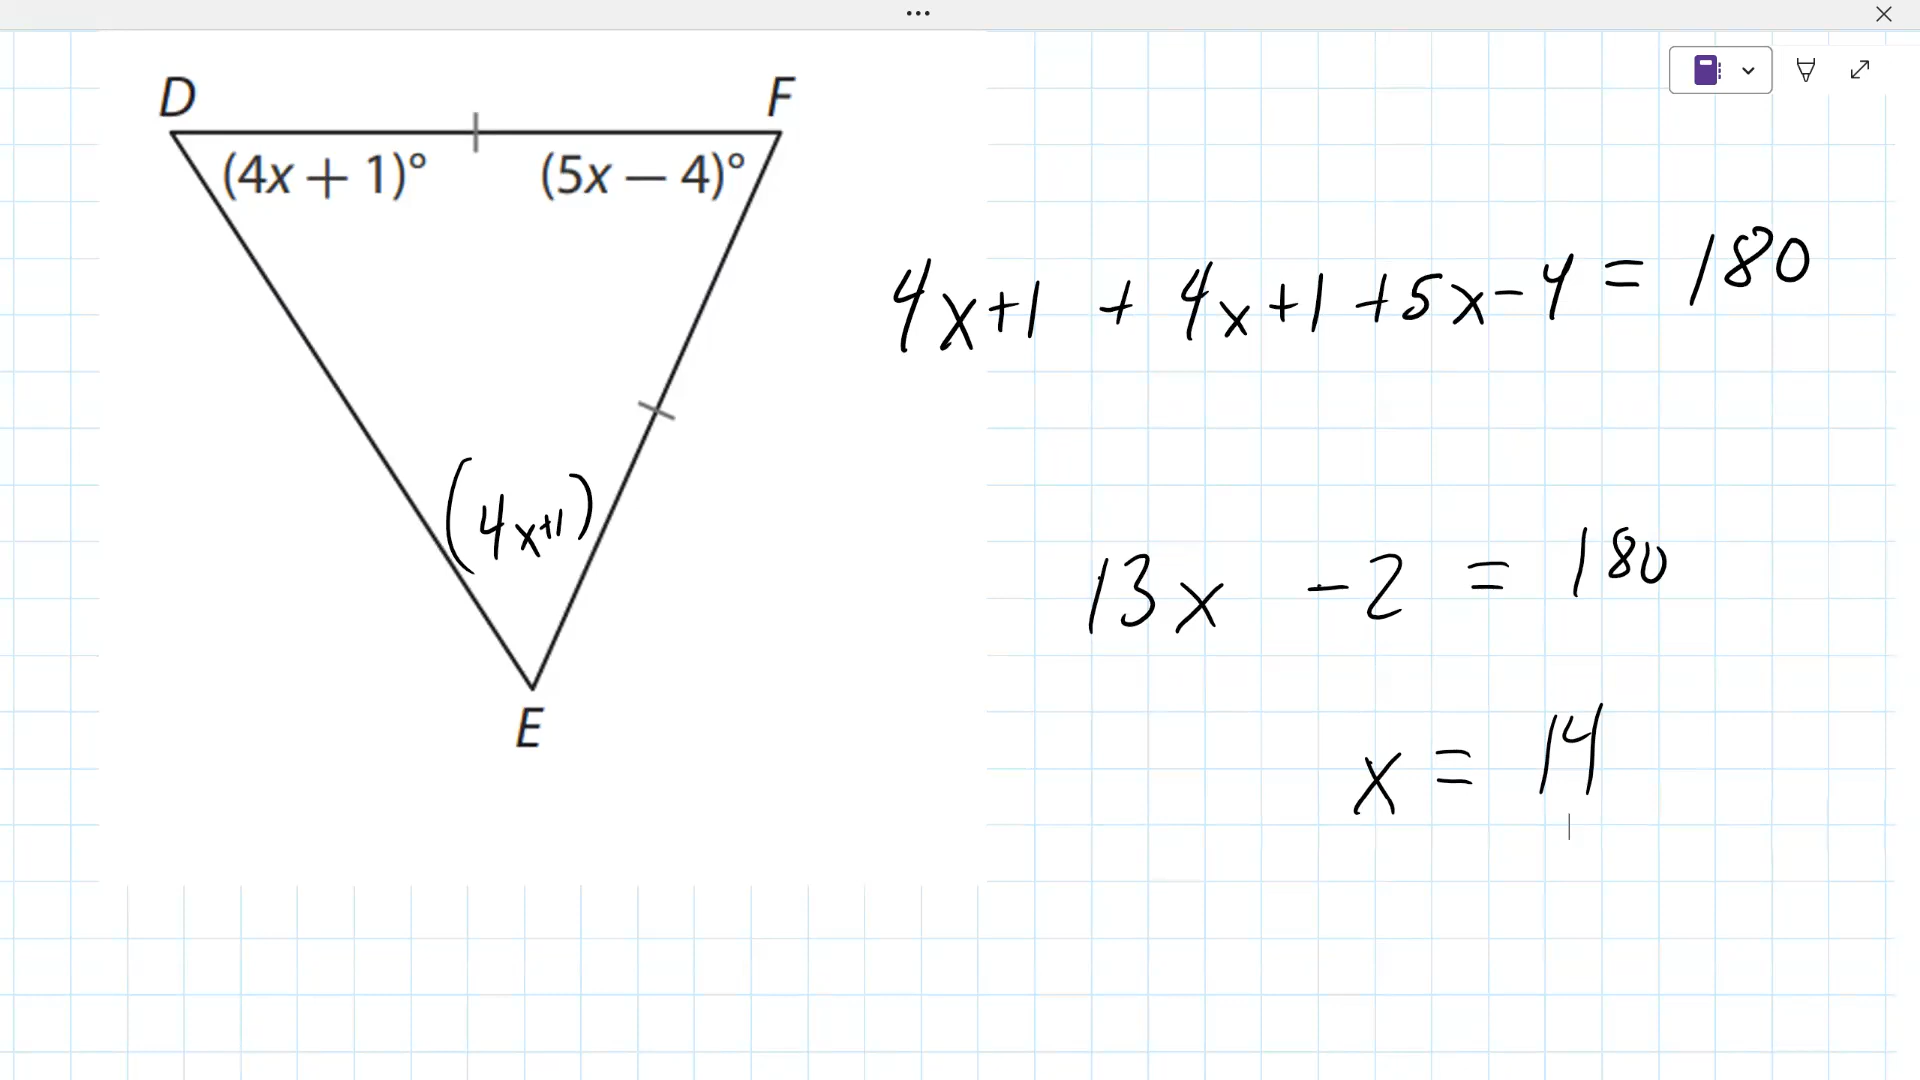 D F
(4x + 1)° (5x – 4)°
4x+1 + 4x+1 +5x-4 = 180
(4x+1)
13x -2 = 180
E
x = 14